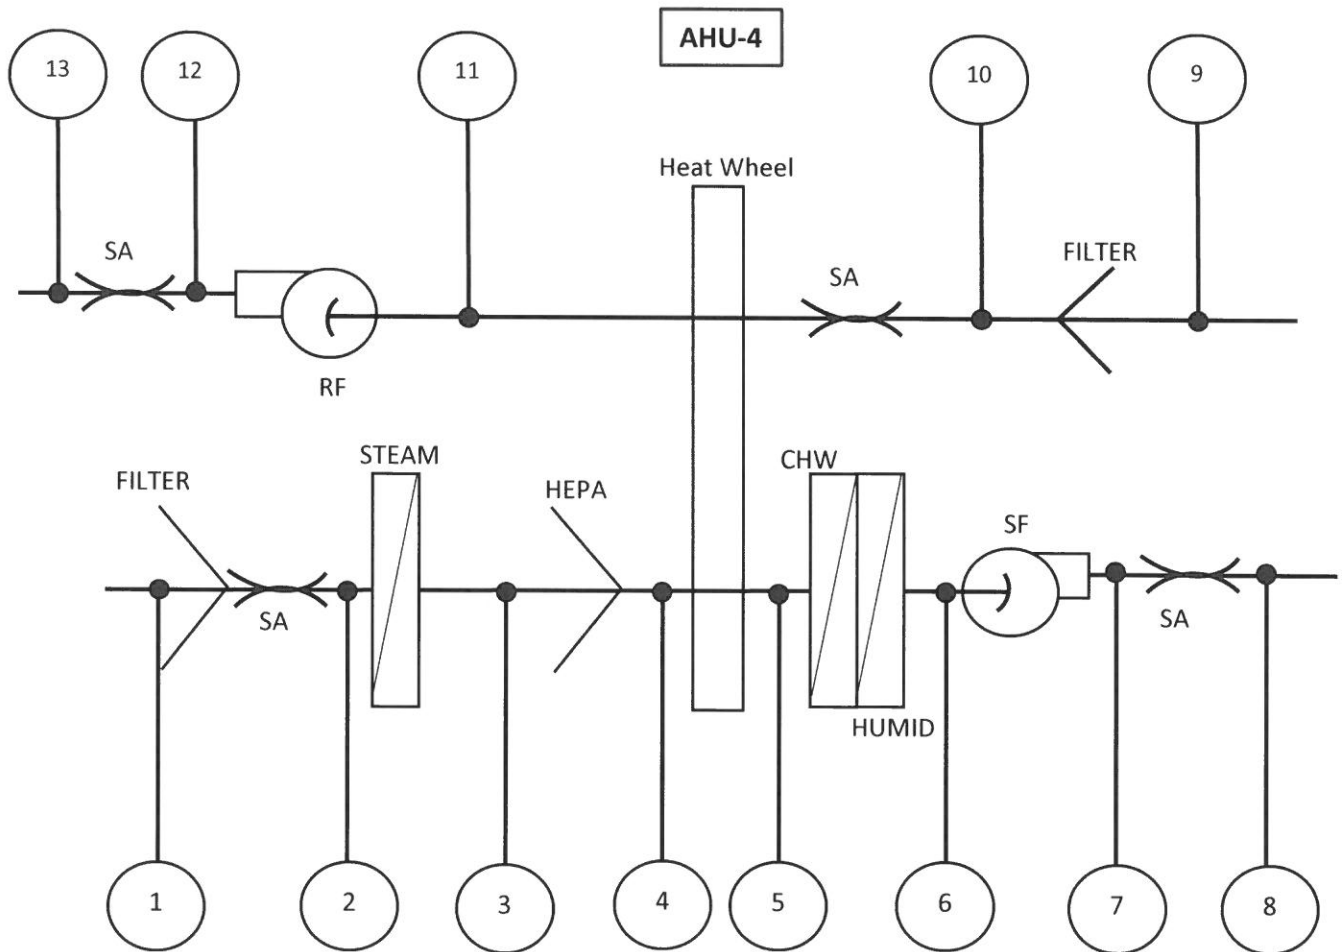 AHU-4
13
12
11
10
9
Heat Wheel
SA
SA
FILTER
RF
STEAM
CHW
FILTER
HEPA
SF
SA
SA
HUMID
1
2
3
4
5
6
7
8